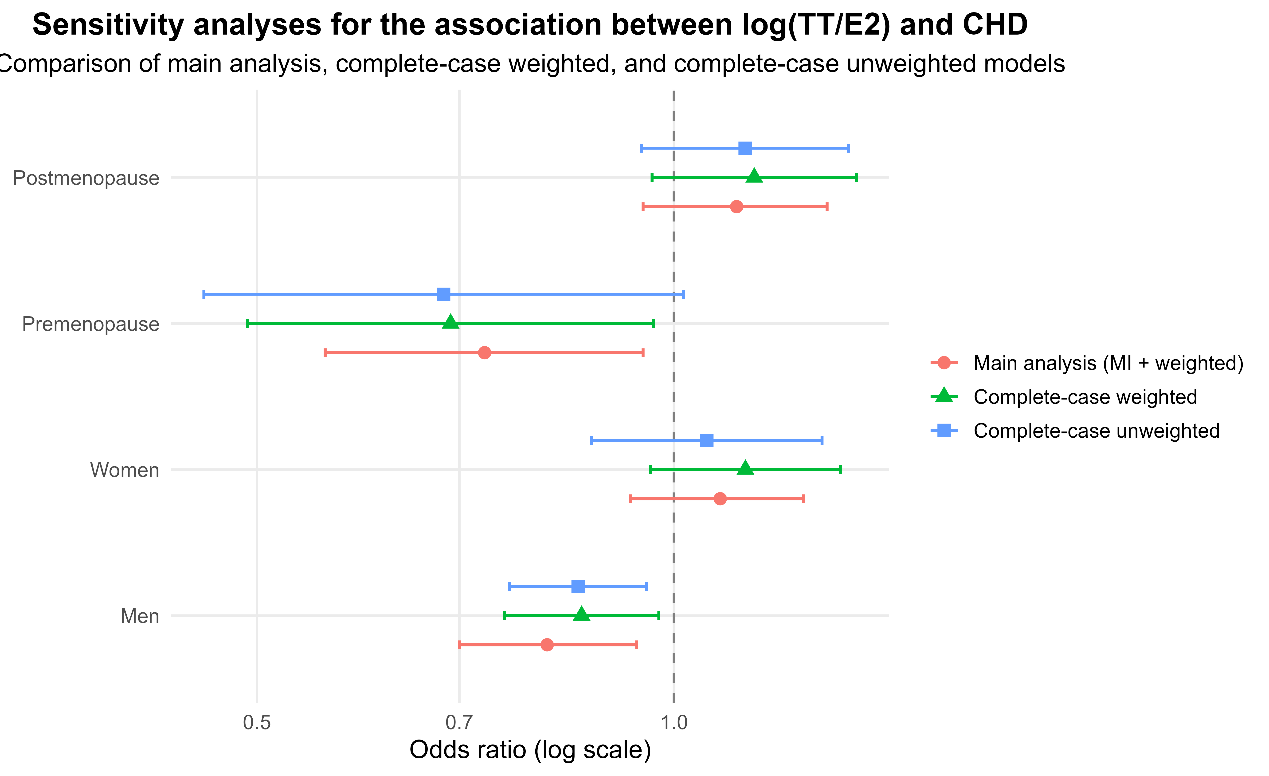 Sensitivity analyses for the association between log(TT/E2) and CHD
Comparison of main analysis, complete-case weighted, and complete-case unweighted models
Postmenopause
Premenopause
Women
Men
0.5
0.7
1.0
Odds ratio (log scale)
Main analysis (MI + weighted)
Complete-case weighted
Complete-case unweighted